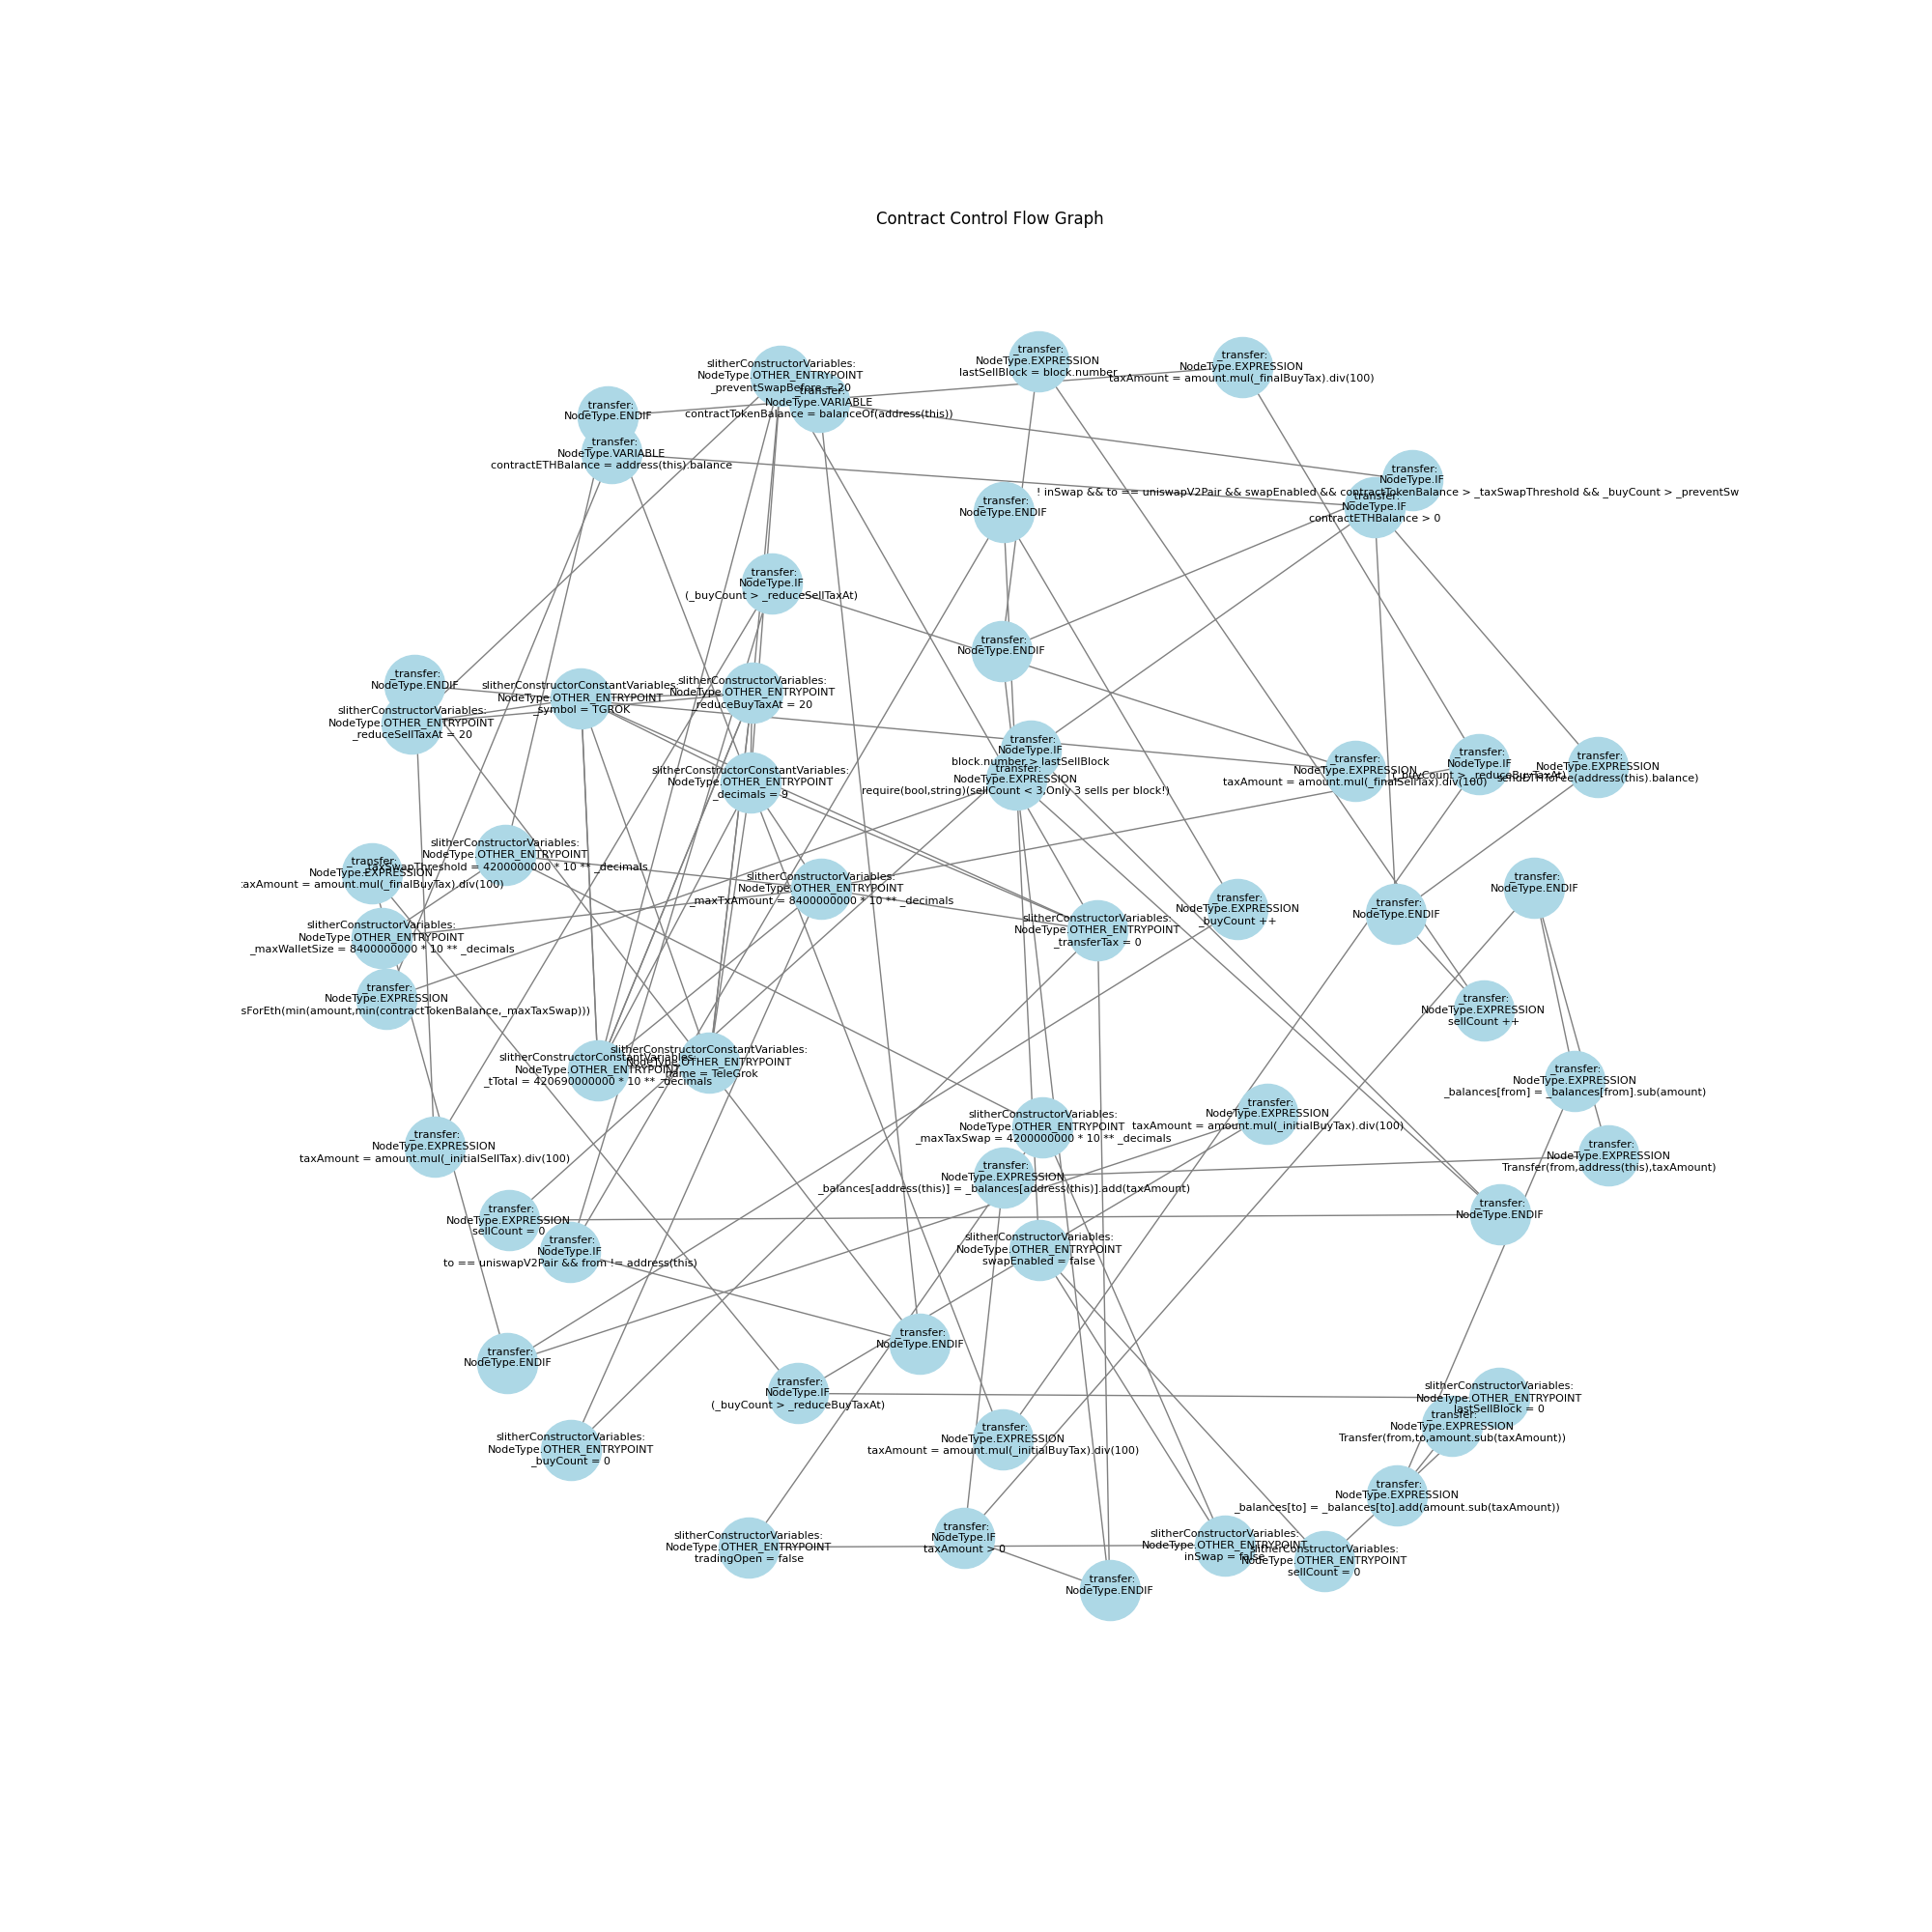 Contract Control Flow Graph
_transfer:
NodeType.EXPRESSION
lastSellBlock = block.number
_transfer:
NodeType.EXPRESSION
taxAmount = amount.mul(_finalBuyTax).div(100)
slitherConstructorVariables:
NodeType.OTHER_ENTRYPOINT
_preventSwapBefore = 20
_transfer:
NodeType.VARIABLE
contractTokenBalance = balanceOf(address(this))
_transfer:
NodeType.ENDIF
_transfer:
NodeType.VARIABLE
contractETHBalance = address(this).balance
_transfer:
NodeType.IF
! inSwap && to == uniswapV2Pair && swapEnabled && contractTokenBalance > _taxSwapThreshold && _buyCount > _preventSw
_transfer:
NodeType.IF
contractETHBalance > 0
_transfer:
NodeType.ENDIF
_transfer:
NodeType.IF
(_buyCount > _reduceSellTaxAt)
_transfer:
NodeType.ENDIF
_transfer:
NodeType.ENDIF
slitherConstructorVariables:
NodeType.OTHER_ENTRYPOINT
_reduceSellTaxAt = 20
slitherConstructorConstantVariables:
NodeType.OTHER_ENTRYPOINT
_symbol = TGROK
slitherConstructorVariables:
NodeType.OTHER_ENTRYPOINT
_reduceBuyTaxAt = 20
slitherConstructorConstantVariables:
NodeType.OTHER_ENTRYPOINT
_decimals = 9
_transfer:
NodeType.IF
block.number > lastSellBlock
_transfer:
NodeType.EXPRESSION
require(bool,string)(sellCount < 3,Only 3 sells per block!)
_transfer:
NodeType.EXPRESSION
taxAmount = amount.mul(_finalSellTax).div(100)
_transfer:
NodeType.IF
(_buyCount > _reduceBuyTaxAt)
_transfer:
NodeType.EXPRESSION
sendETHToFee(address(this).balance)
slitherConstructorVariables:
NodeType.OTHER_ENTRYPOINT
_taxSwapThreshold = 4200000000 * 10 ** _decimals
_transfer:
NodeType.EXPRESSION
taxAmount = amount.mul(_finalBuyTax).div(100)
slitherConstructorVariables:
NodeType.OTHER_ENTRYPOINT
_maxTxAmount = 8400000000 * 10 ** _decimals
slitherConstructorVariables:
NodeType.OTHER_ENTRYPOINT
_maxWalletSize = 8400000000 * 10 ** _decimals
slitherConstructorVariables:
NodeType.OTHER_ENTRYPOINT
_transferTax = 0
_transfer:
NodeType.EXPRESSION
_buyCount ++
_transfer:
NodeType.ENDIF
_transfer:
NodeType.ENDIF
_transfer:
NodeType.EXPRESSION
sForEth(min(amount,min(contractTokenBalance,_maxTaxSwap)))
_transfer:
NodeType.EXPRESSION
sellCount ++
slitherConstructorConstantVariables:
NodeType.OTHER_ENTRYPOINT
_tTotal = 420690000000 * 10 ** _decimals
slitherConstructorConstantVariables:
NodeType.OTHER_ENTRYPOINT
_name = TeleGrok
_transfer:
NodeType.EXPRESSION
_balances[from] = _balances[from].sub(amount)
slitherConstructorVariables:
NodeType.OTHER_ENTRYPOINT
_maxTaxSwap = 4200000000 * 10 ** _decimals
_transfer:
NodeType.EXPRESSION
taxAmount = amount.mul(_initialBuyTax).div(100)
_transfer:
NodeType.EXPRESSION
taxAmount = amount.mul(_initialSellTax).div(100)
_transfer:
NodeType.EXPRESSION
_balances[address(this)] = _balances[address(this)].add(taxAmount)
_transfer:
NodeType.EXPRESSION
Transfer(from,address(this),taxAmount)
_transfer:
NodeType.EXPRESSION
sellCount = 0
_transfer:
NodeType.ENDIF
_transfer:
NodeType.IF
to == uniswapV2Pair && from != address(this)
slitherConstructorVariables:
NodeType.OTHER_ENTRYPOINT
swapEnabled = false
_transfer:
NodeType.ENDIF
_transfer:
NodeType.ENDIF
_transfer:
NodeType.IF
(_buyCount > _reduceBuyTaxAt)
slitherConstructorVariables:
NodeType.OTHER_ENTRYPOINT
lastSellBlock = 0
_transfer:
NodeType.EXPRESSION
Transfer(from,to,amount.sub(taxAmount))
slitherConstructorVariables:
NodeType.OTHER_ENTRYPOINT
_buyCount = 0
_transfer:
NodeType.EXPRESSION
taxAmount = amount.mul(_initialBuyTax).div(100)
_transfer:
NodeType.EXPRESSION
_balances[to] = _balances[to].add(amount.sub(taxAmount))
slitherConstructorVariables:
NodeType.OTHER_ENTRYPOINT
tradingOpen = false
_transfer:
NodeType.IF
taxAmount > 0
slitherConstructorVariables:
NodeType.OTHER_ENTRYPOINT
inSwap = false
slitherConstructorVariables:
NodeType.OTHER_ENTRYPOINT
sellCount = 0
_transfer:
NodeType.ENDIF